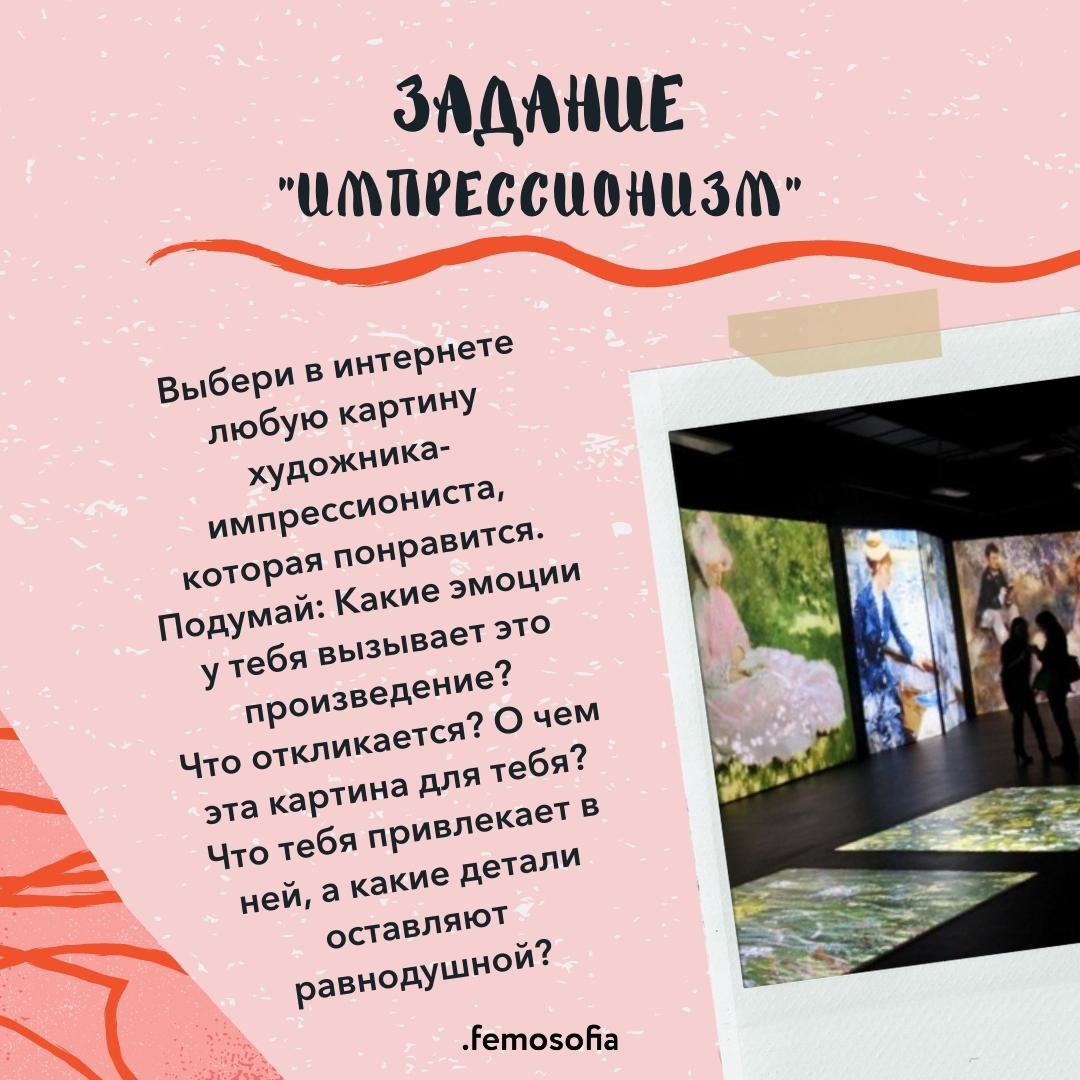 ЗАДАНИЕ
"ИМПРЕССИОНИЗМ"
Выбери в интернете
любую картину
художника-
импрессиониста,
которая понравится.
Подумай: Какие эмоции
у тебя вызывает это
произведение?
Что откликается? О чем
эта картина для тебя?
Что тебя привлекает в
ней, а какие детали
оставляют
равнодушной?
.femosofia